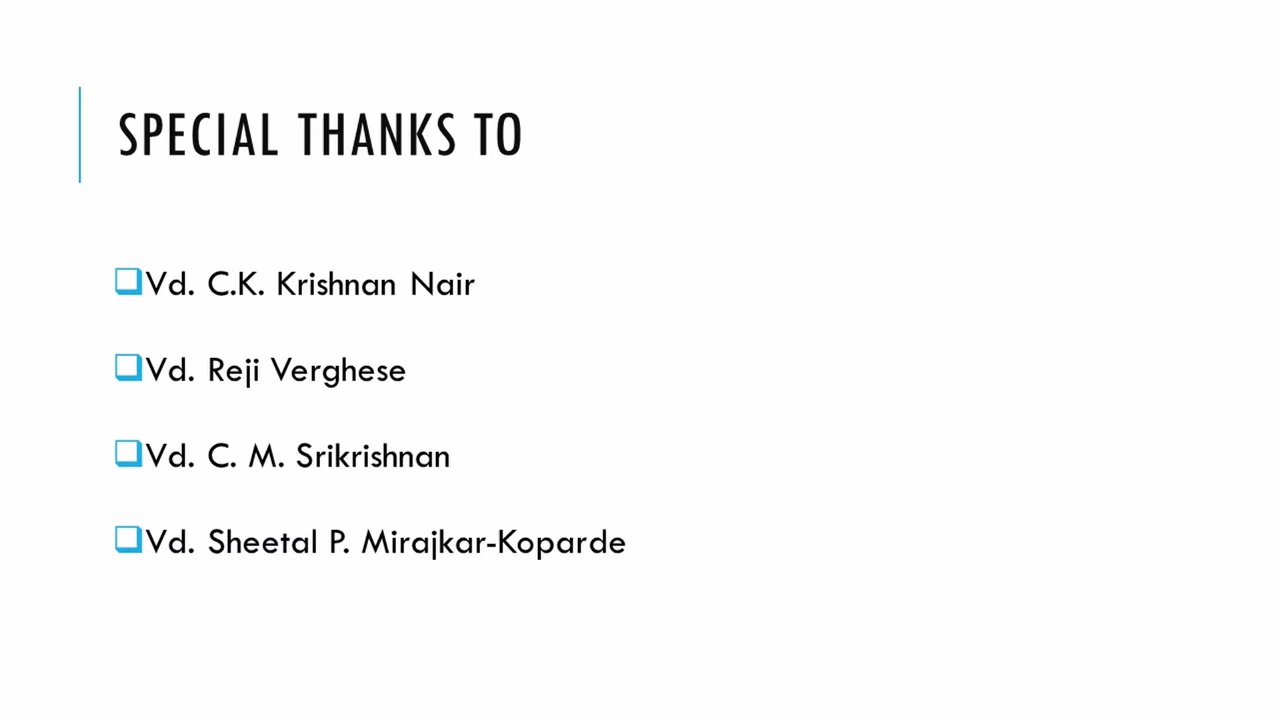 SPECIAL THANKS TO
Vd. C.K. Krishnan Nair
Vd. Reji Verghese
Vd. C. M. Srikrishnan
Vd. Sheetal P. Mirajkar-Koparde